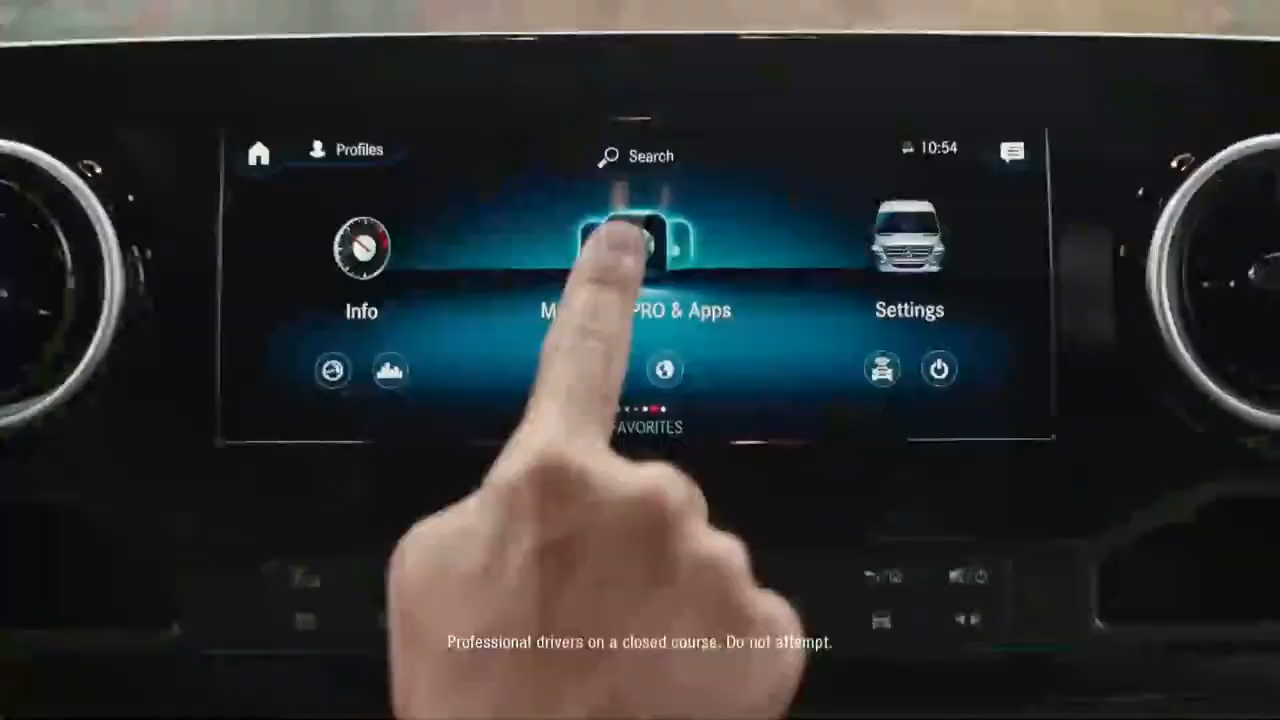 Profiles
Search
10:54
Info
PRO & Apps
Settings
AVORITES
Professional drivers on a closed course. Do not attempt.